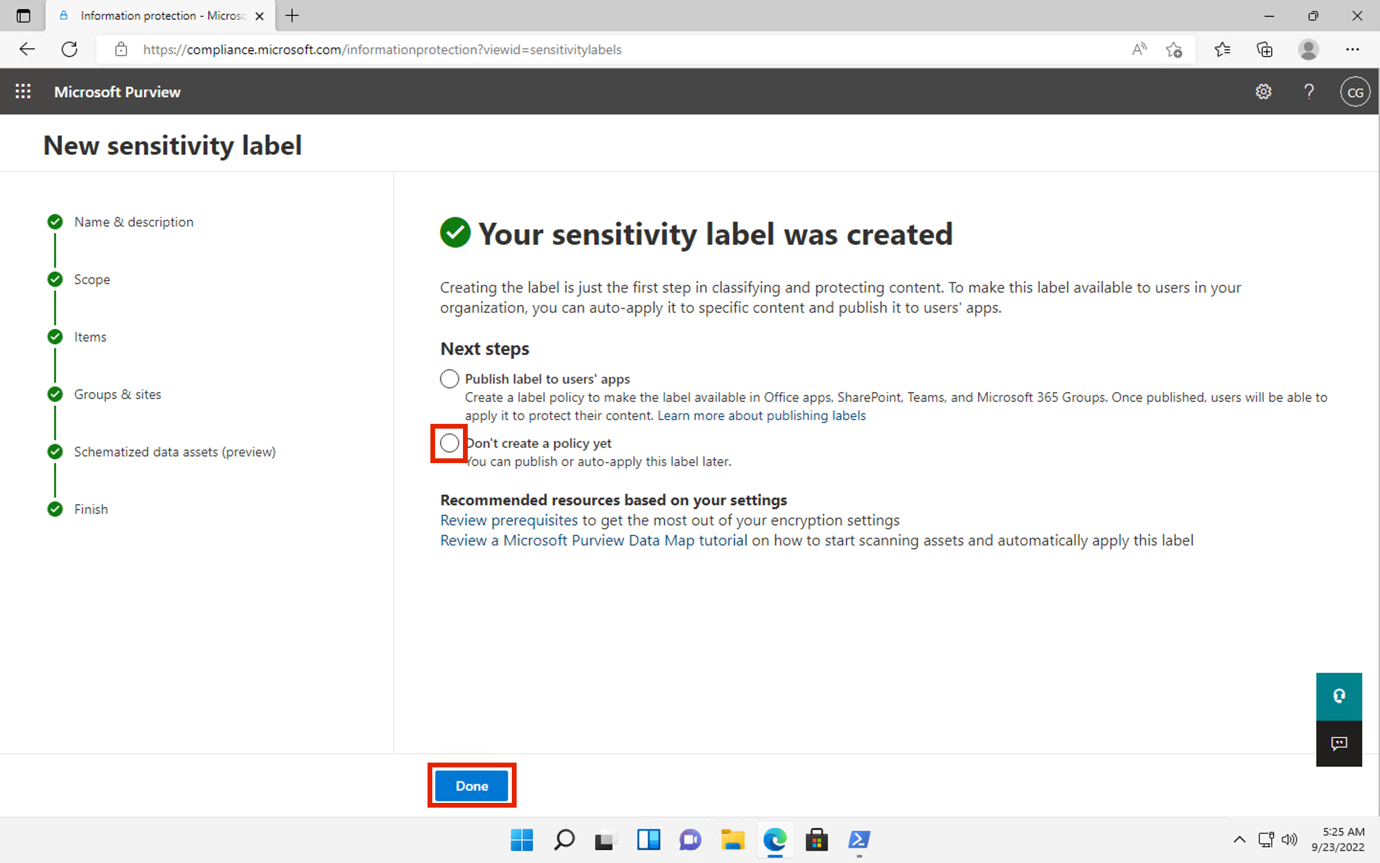 Information protection - Microsc
https://compliance.microsoft.com/informationprotection?viewid=sensitivitylabels
Microsoft Purview
CG
New sensitivity label
Name & description
Scope
Items
Groups & sites
Schematized data assets (preview)
Finish
Your sensitivity label was created
Creating the label is just the first step in classifying and protecting content. To make this label available to users in your
organization, you can auto-apply it to specific content and publish it to users' apps.
Next steps
Publish label to users' apps
Create a label policy to make the label available in Office apps, SharePoint, Teams, and Microsoft 365 Groups. Once published, users will be able to
apply it to protect their content. Learn more about publishing labels
Don't create a policy yet
You can publish or auto-apply this label later.
Recommended resources based on your settings
Review prerequisites to get the most out of your encryption settings
Review a Microsoft Purview Data Map tutorial on how to start scanning assets and automatically apply this label
Done
5:25 AM
9/23/2022